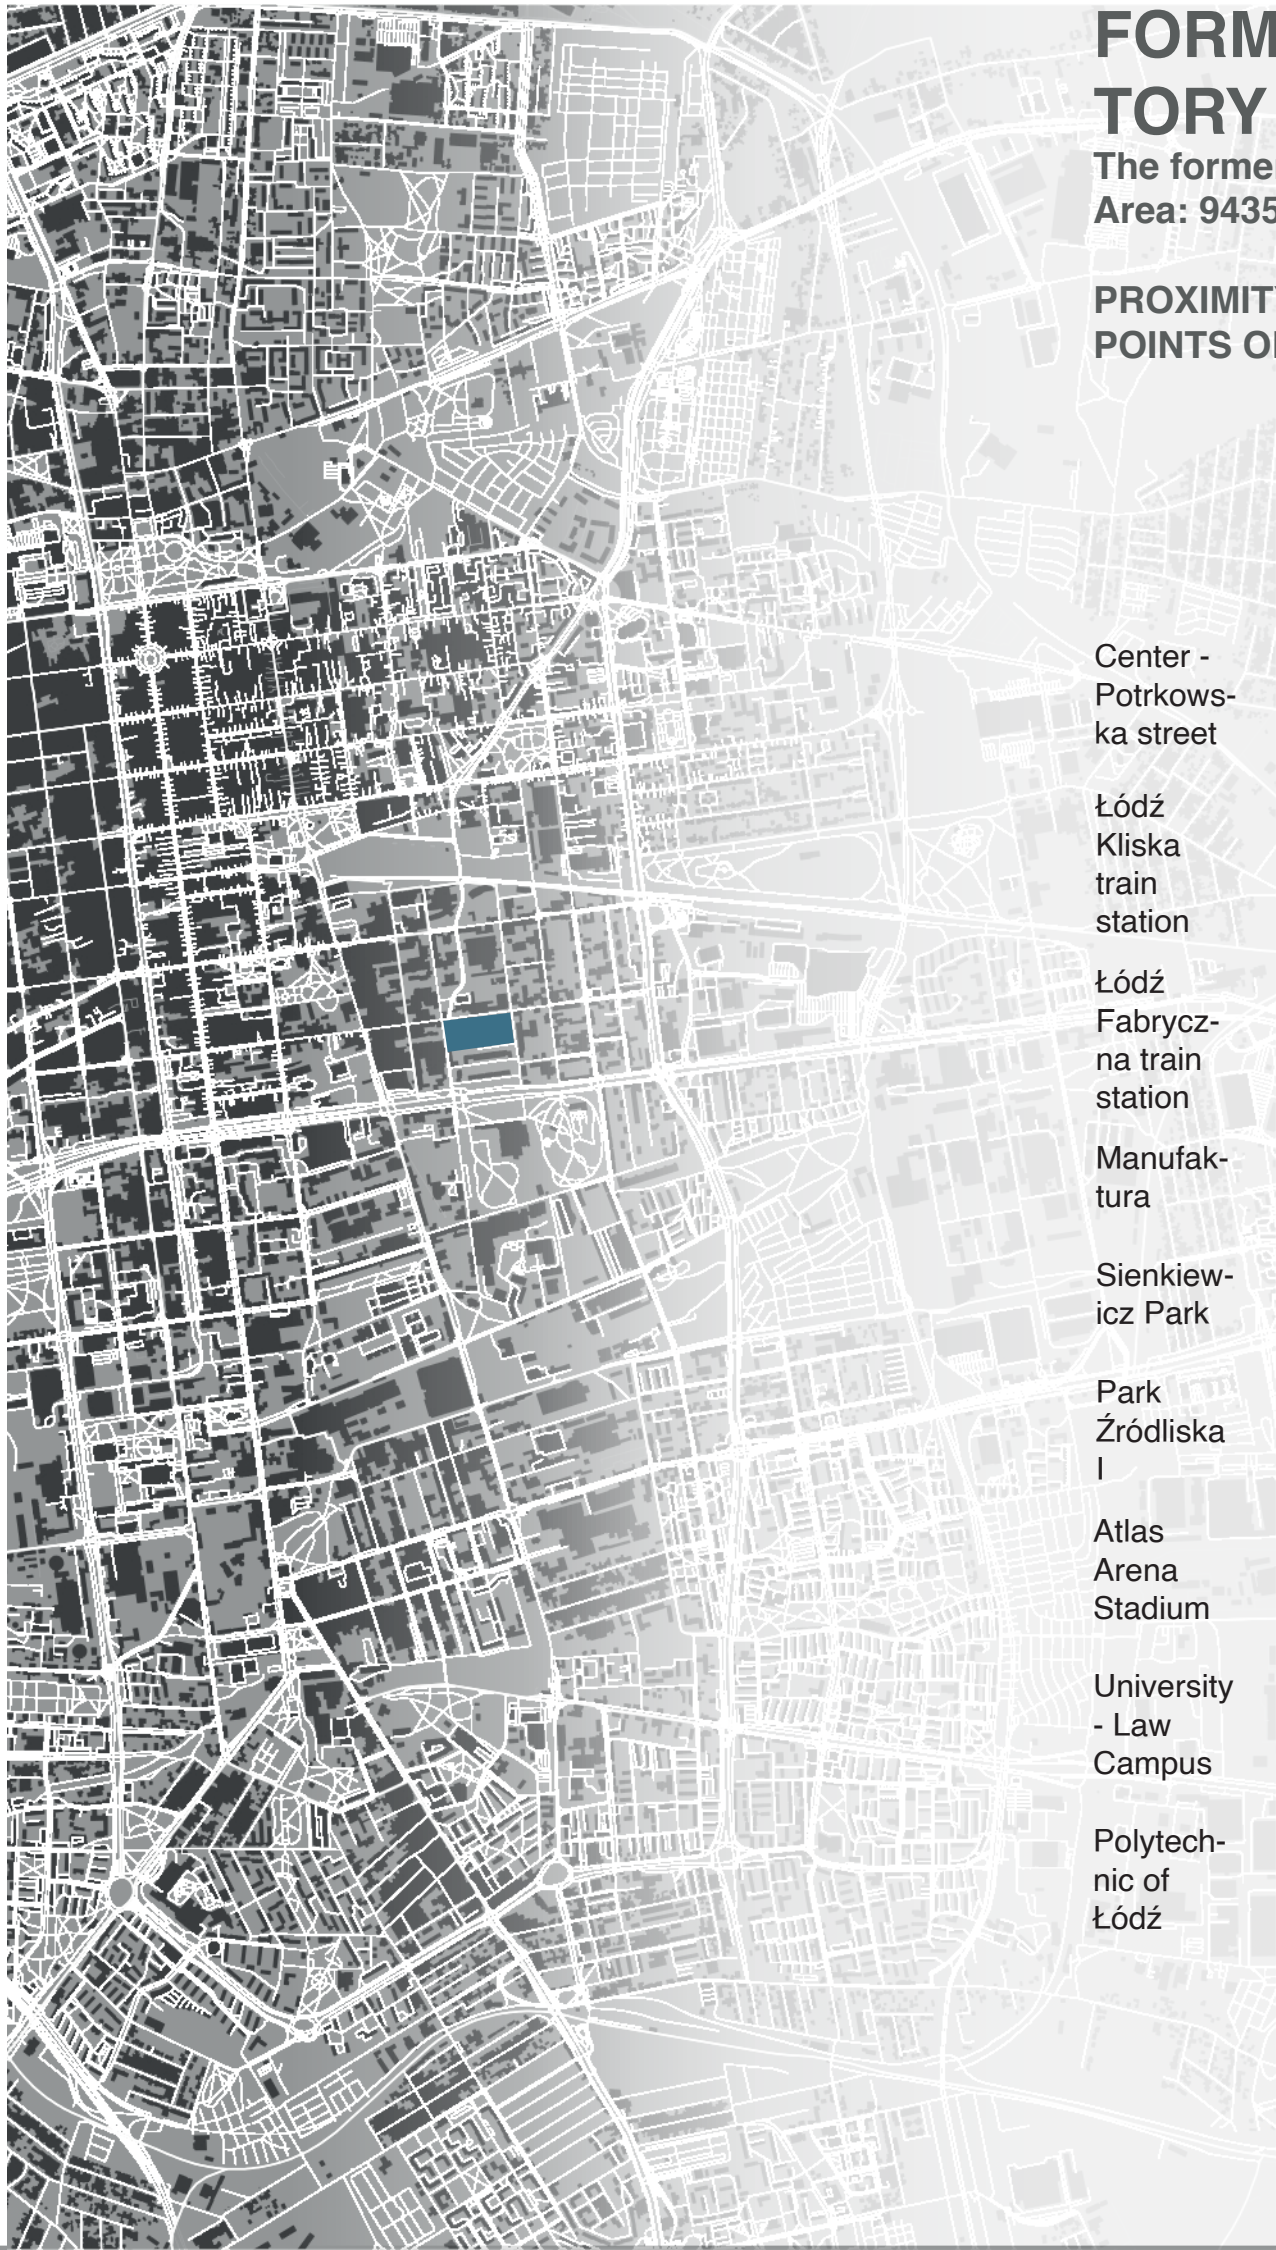 FORM
TORY
The forme
Area: 9435
PROXIMITY
POINTS O
Center -
Potrkows-
ka street
Łódź
Kliska
train
station
Łódź
Fabrycz-
na train
station
Manufak-
tura
Sienkiew-
icz Park
Park
Źródliska
I
Atlas
Arena
Stadium
University
- Law
Campus
Polytech-
nic of
Łódź